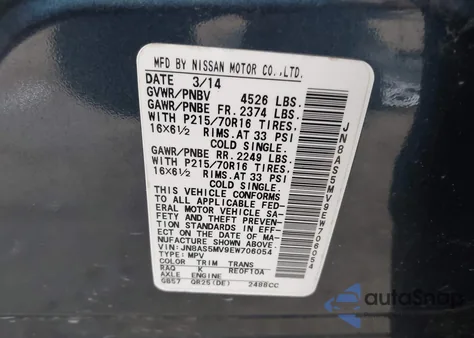 MFD BY NISSAN MOTOR CO.,LTD.
DATE 3/14
GVWR/PNBV 4526 LBS.
GAWR/PNBE FR. 2374 LBS.
WITH P215/70R16 TIRES,
16X6½ RIMS. AT 33 PSI
COLD SINGLE.
GAWR/PNBE RR. 2249 LBS.
WITH P215/70R16 TIRES,
16X6½ RIMS. AT 33 PSI
COLD SINGLE.
THIS VEHICLE CONFORMS
TO ALL APPLICABLE FED-
ERAL MOTOR VEHICLE SA-
FETY AND THEFT PREVEN-
TION STANDARDS IN EFFE-
CT ON THE DATE OF MA-
NUFACTURE SHOWN ABOVE.
VIN: JN8AS5MV9EW706054
TYPE: MPV
COLOR TRIM TRANS
RAQ K RE0F10A
AXLE ENGINE
GB57 QR25(DE) 2488CC
JN8AS5MV9EW706054
autoSnap